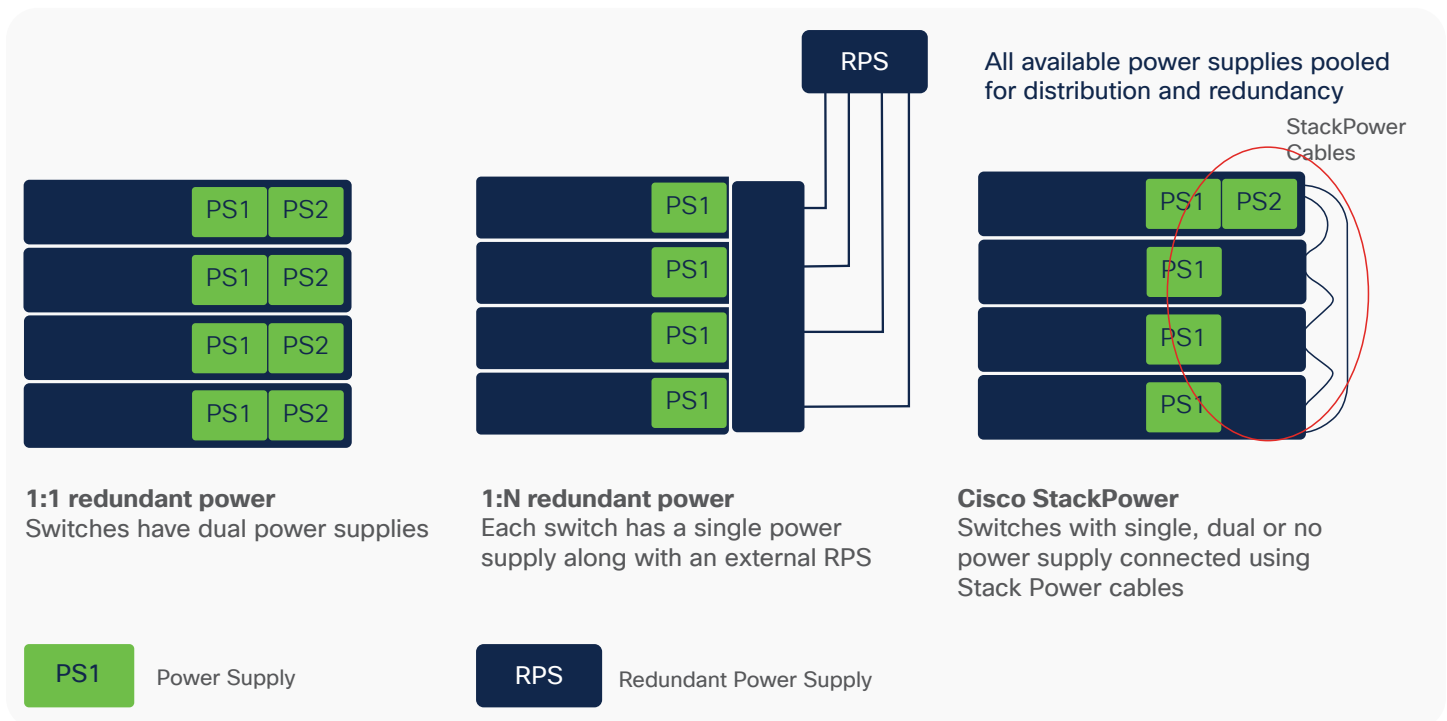 RPS
All available power supplies pooled
for distribution and redundancy
StackPower
Cables
PS1 PS2
PS1 PS2
PS1 PS2
PS1 PS2
PS1
PS1
PS1
PS1
PS1 PS2
PS1
PS1
PS1
1:1 redundant power
Switches have dual power supplies
1:N redundant power
Each switch has a single power
supply along with an external RPS
Cisco StackPower
Switches with single, dual or no
power supply connected using
Stack Power cables
PS1 Power Supply
RPS Redundant Power Supply